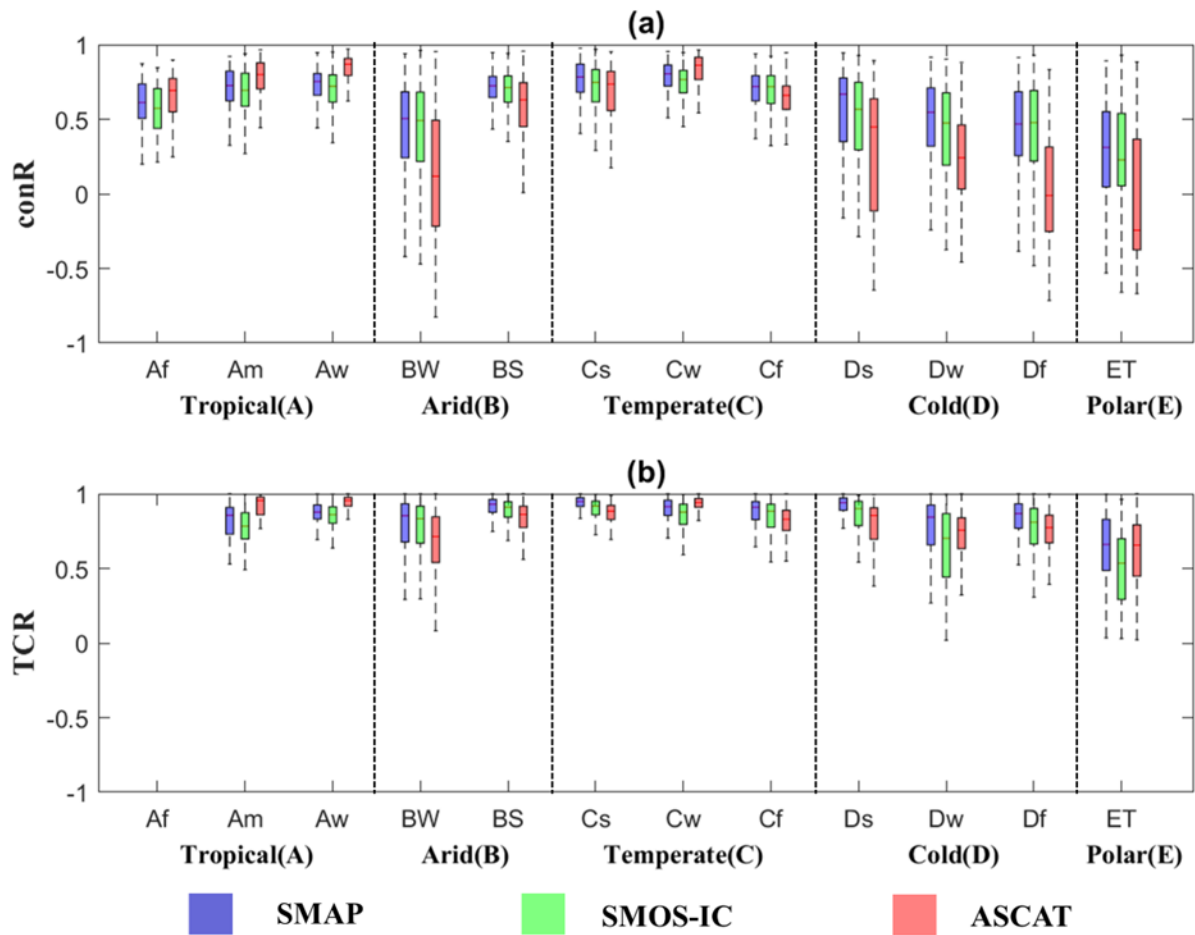 (a)
conR
1
0.5
0
-0.5
-1
Af Am Aw BW BS Cs Cw Cf Ds Dw Df ET
Tropical(A) Arid(B) Temperate(C) Cold(D) Polar(E)
(b)
TCR
1
0.5
0
-0.5
-1
Af Am Aw BW BS Cs Cw Cf Ds Dw Df ET
Tropical(A) Arid(B) Temperate(C) Cold(D) Polar(E)
SMAP SMOS-IC ASCAT